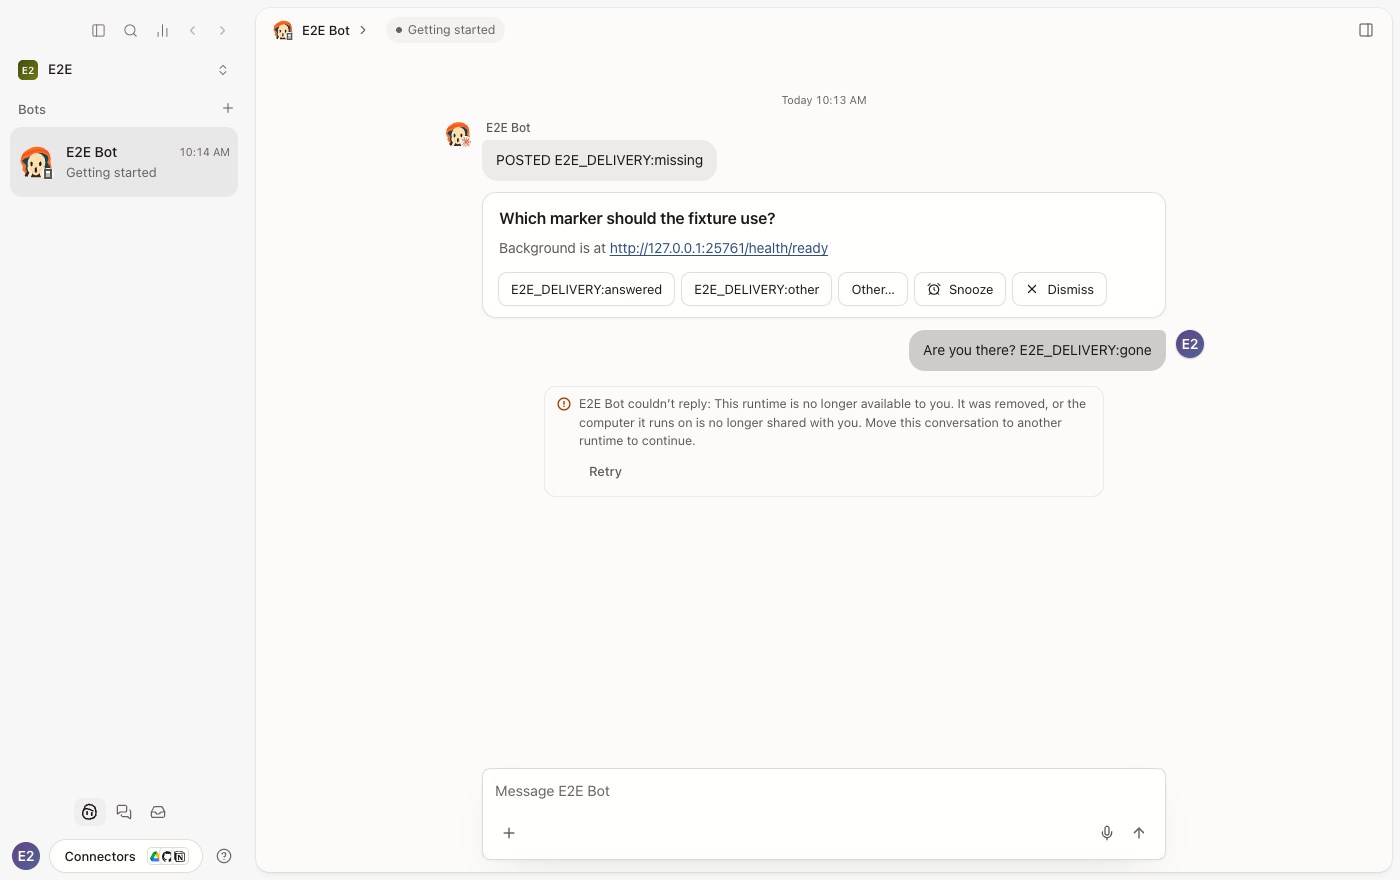 E2E Bot
Getting started
E2 E2E
Bots
E2E Bot 10:14 AM
Getting started
Today 10:13 AM
E2E Bot
POSTED E2E_DELIVERY:missing
Which marker should the fixture use?
Background is at http://127.0.0.1:25761/health/ready
E2E_DELIVERY:answered E2E_DELIVERY:other Other... Snooze Dismiss
Are you there? E2E_DELIVERY:gone E2
E2E Bot couldn't reply: This runtime is no longer available to you. It was removed, or the
computer it runs on is no longer shared with you. Move this conversation to another
runtime to continue.
Retry
Message E2E Bot
E2 Connectors